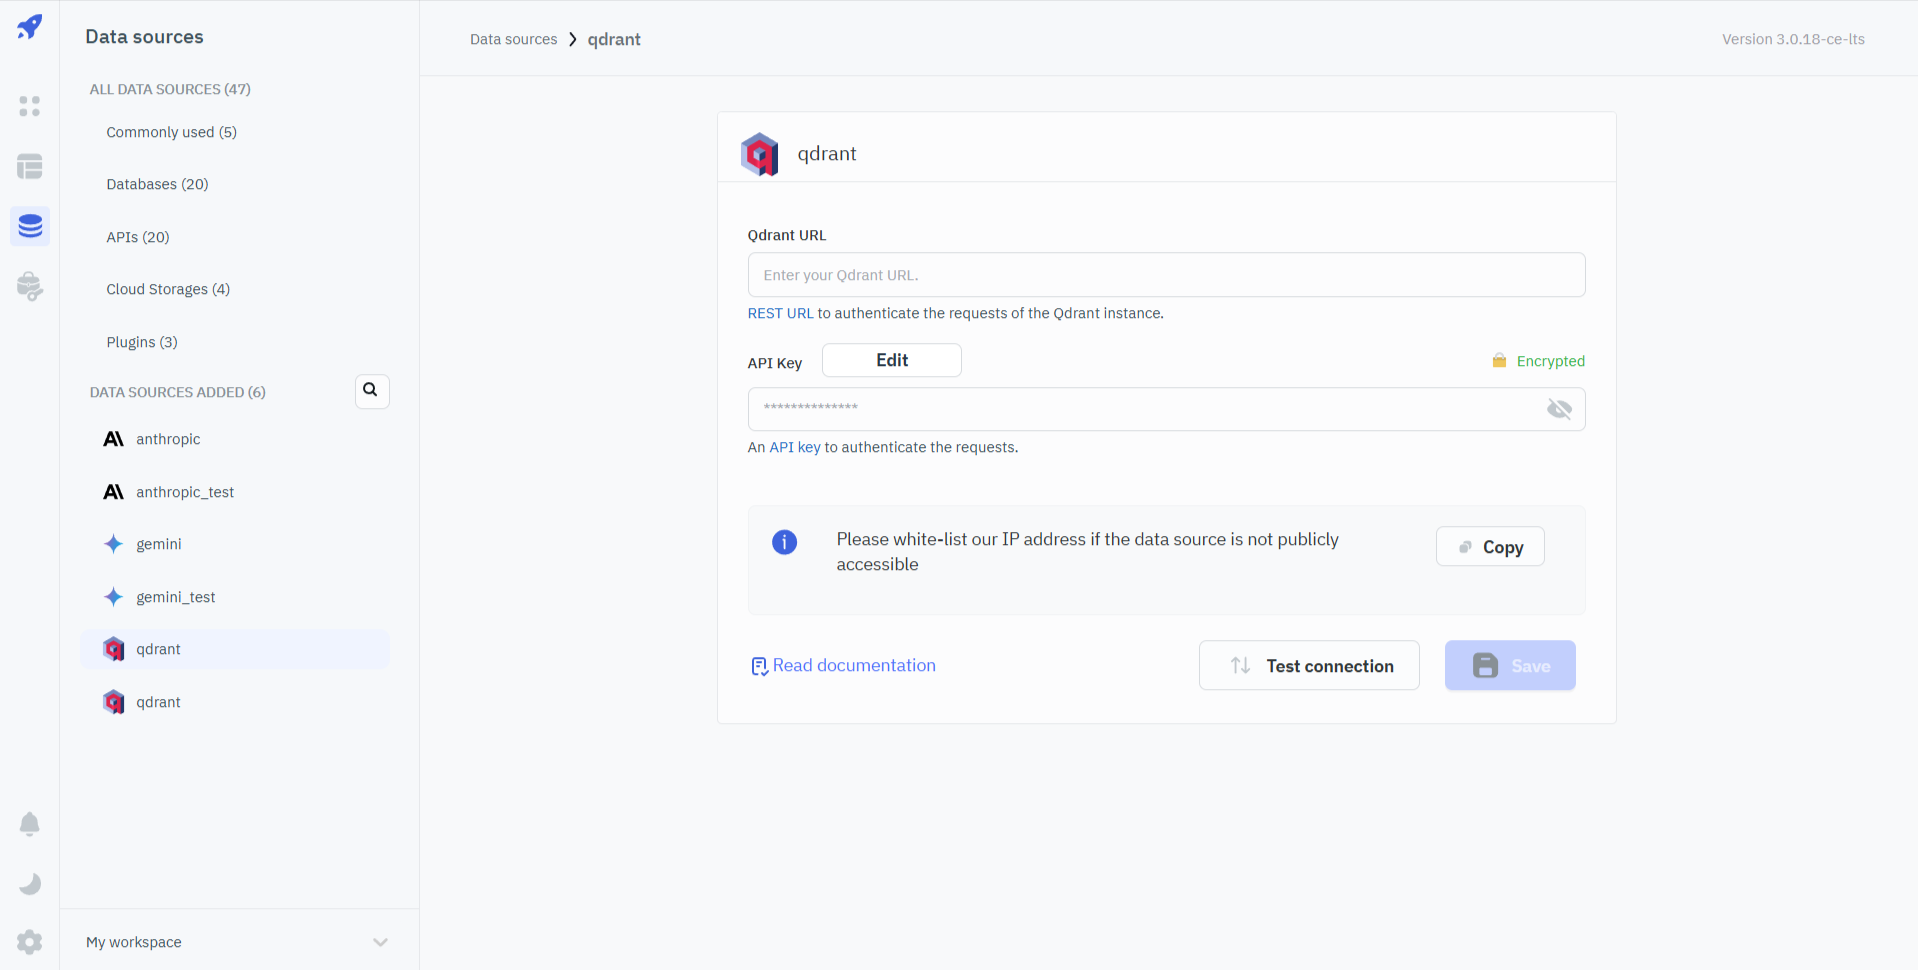 Data sources
ALL DATA SOURCES (47)
Commonly used (5)
Databases (20)
APIs (20)
Cloud Storages (4)
Plugins (3)
DATA SOURCES ADDED (6)
anthropic
anthropic_test
gemini
gemini_test
qdrant
qdrant
My workspace
Data sources
qdrant
Version 3.0.18-ce-lts
qdrant
Qdrant URL
Enter your Qdrant URL.
REST URL to authenticate the requests of the Qdrant instance.
API Key
Edit
Encrypted
**************
An API key to authenticate the requests.
Please white-list our IP address if the data source is not publicly
accessible
Copy
Read documentation
Test connection
Save